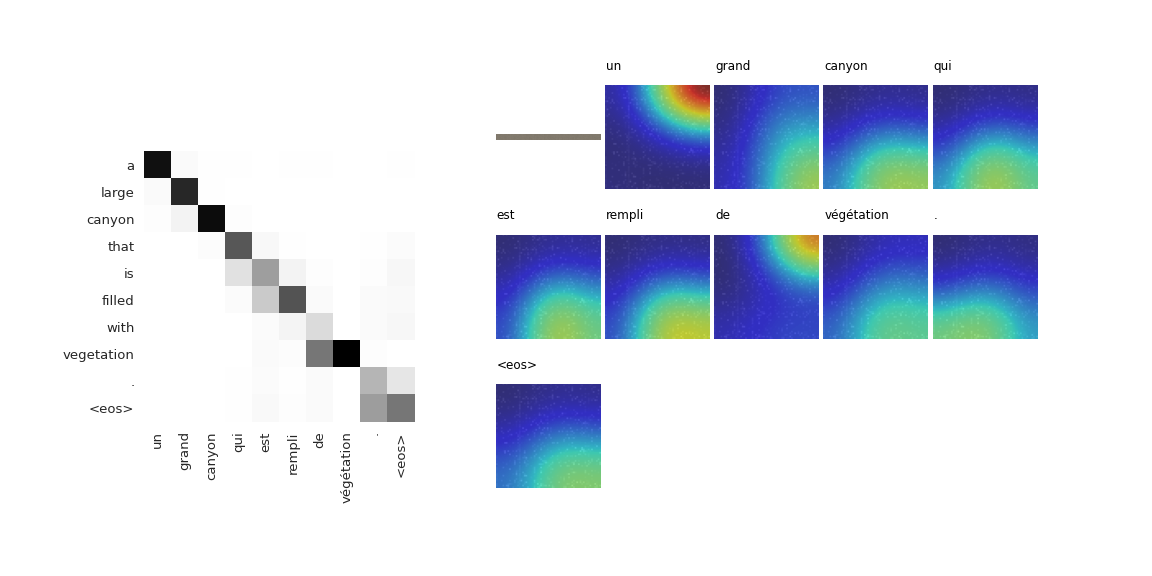 a
large
canyon
that
is
filled
with
vegetation
.
<eos>
un
grand
canyon
qui
est
rempli
de
végétation
.
<eos>
un grand canyon qui
est rempli de végétation .
<eos>